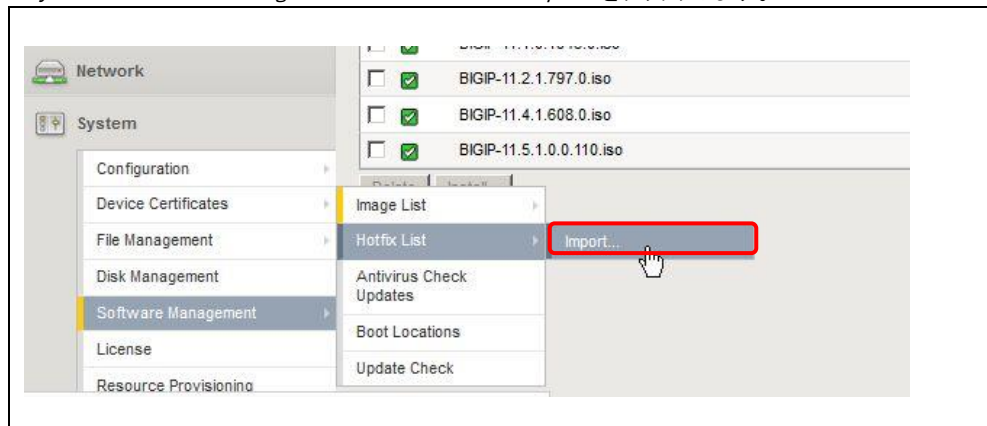 Network
System
BIGIP-11.2.1.797.0.iso
BIGIP-11.4.1.608.0.iso
BIGIP-11.5.1.0.0.110.iso
Configuration
Device Certificates
File Management
Disk Management
Software Management
License
Resource Provisioning
Image List
Hotfix List
Antivirus Check
Updates
Boot Locations
Update Check
Import...